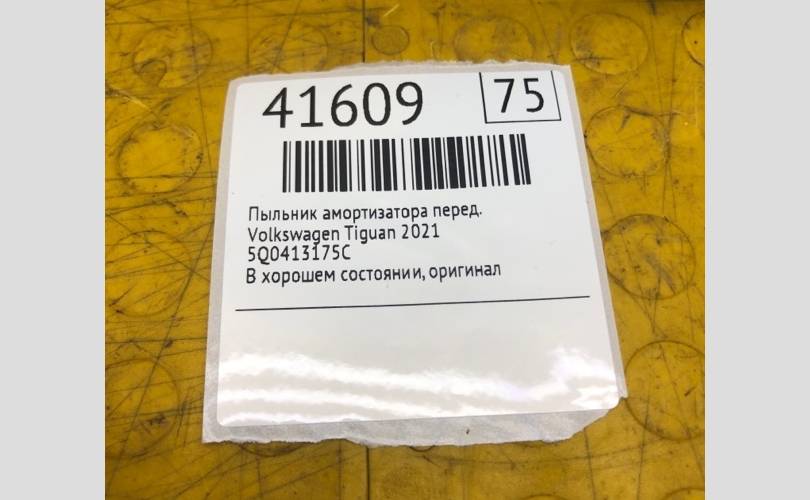 41609
75
Пыльник амортизатора перед.
Volkswagen Tiguan 2021
5Q0413175C
В хорошем состоянии, оригинал